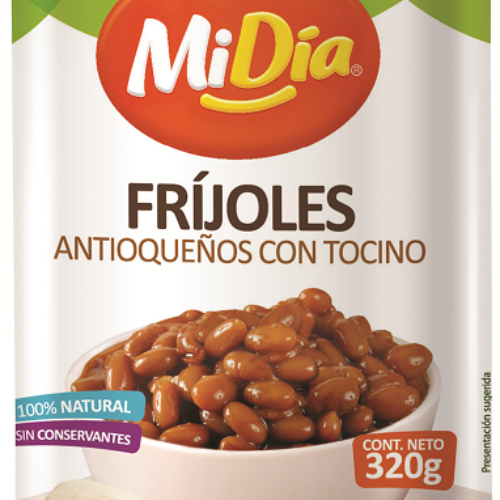 MiDía®
FRÍJOLES
ANTIOQUEÑOS CON TOCINO
100% NATURAL
SIN CONSERVANTES
CONT. NETO
320g
Presentación sugerida